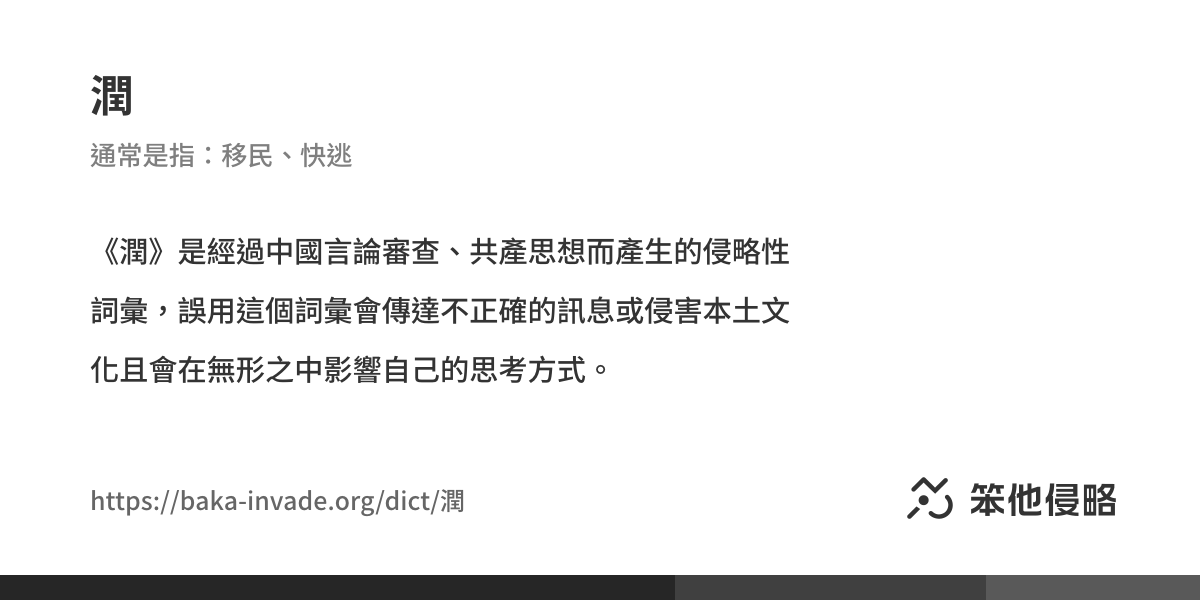 潤
通常是指：移民、快逃
《潤》是經過中國言論審查、共產思想而產生的侵略性
詞彙，誤用這個詞彙會傳達不正確的訊息或侵害本土文
化且會在無形之中影響自己的思考方式。
https://baka-invade.org/dict/潤
笨他侵略